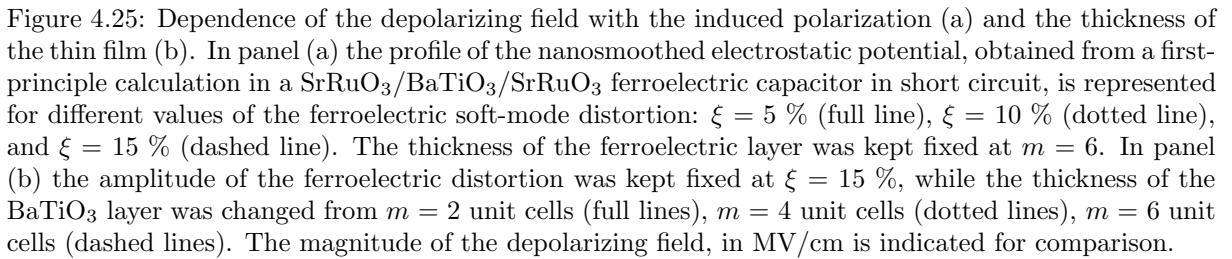 Figure 4.25: Dependence of the depolarizing field with the induced polarization (a) and the thickness of
the thin film (b). In panel (a) the profile of the nanosmoothed electrostatic potential, obtained from a first-
principle calculation in a SrRuO₃/BaTiO₃/SrRuO₃ ferroelectric capacitor in short circuit, is represented
for different values of the ferroelectric soft-mode distortion: ξ = 5 % (full line), ξ = 10 % (dotted line),
and ξ = 15 % (dashed line). The thickness of the ferroelectric layer was kept fixed at m = 6. In panel
(b) the amplitude of the ferroelectric distortion was kept fixed at ξ = 15 %, while the thickness of the
BaTiO₃ layer was changed from m = 2 unit cells (full lines), m = 4 unit cells (dotted lines), m = 6 unit
cells (dashed lines). The magnitude of the depolarizing field, in MV/cm is indicated for comparison.